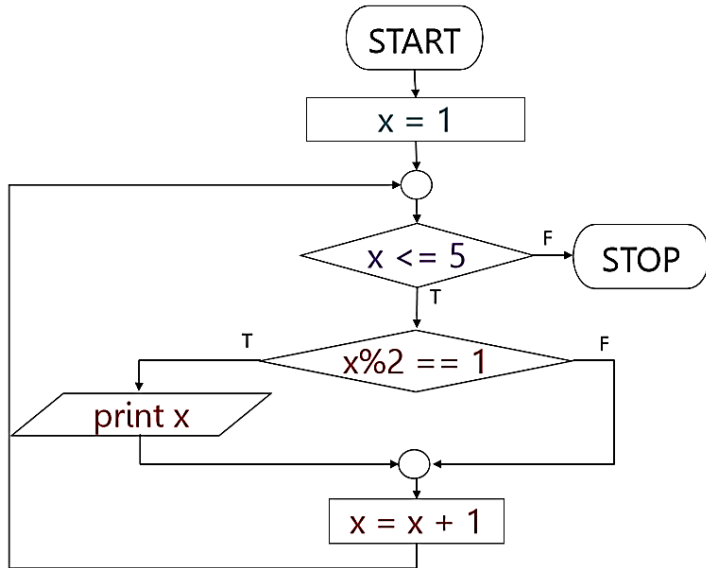 START
x = 1
x <= 5
F
STOP
T
T
x%2 == 1
F
print x
x = x + 1